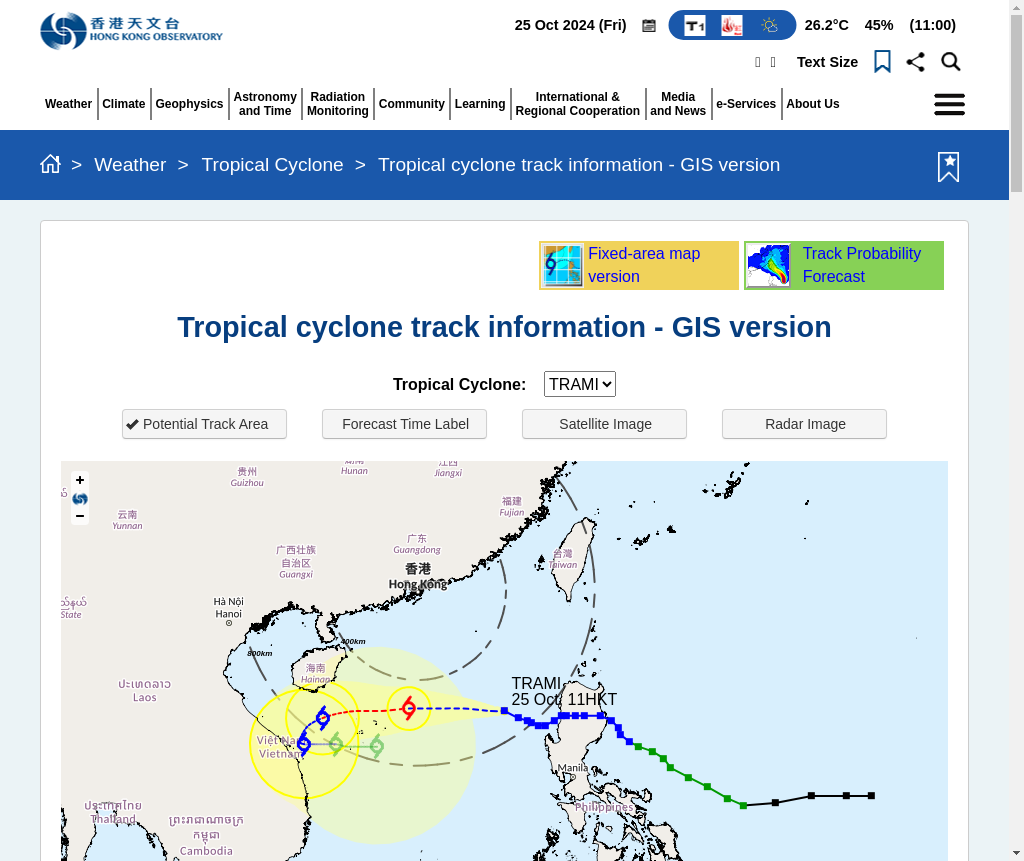 香港天文台
HONG KONG OBSERVATORY
25 Oct 2024 (Fri)
T1
26.2°C 45% (11:00)
Text Size
Weather
Climate
Geophysics
Astronomy
and Time
Radiation
Monitoring
Community
Learning
International &
Regional Cooperation
Media
and News
e-Services
About Us
> Weather > Tropical Cyclone > Tropical cyclone track information - GIS version
Fixed-area map
version
Track Probability
Forecast
Tropical cyclone track information - GIS version
Tropical Cyclone: TRAMI
Potential Track Area
Forecast Time Label
Satellite Image
Radar Image
+
−
贵州
Guizhou
Hunan
江西
Jiangxi
云南
Yunnan
福建
Fujian
广西壮族
自治区
Guangxi
广东
Guangdong
香港
Hong Kong
台灣
Taiwan
State
Hà Nội
Hanoi
400km
800km
海南
Hainan
ປະເທດລາວ
Laos
TRAMI
25 Oct, 11HKT
Việt Nam
Vietnam
Manila
Philippines
ประเทศไทย
Thailand
ព្រះរាជាណាចក្រ
កម្ពុជា
Cambodia